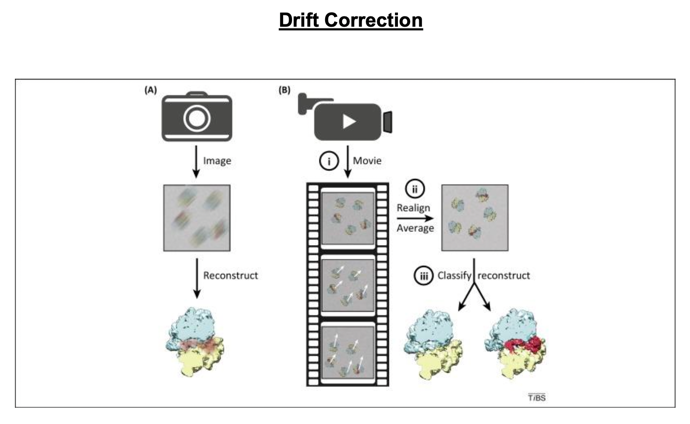 Drift Correction
(A)
(B)
Image
i
Movie
ii
Realign
Average
Reconstruct
iii Classify reconstruct
TiBS